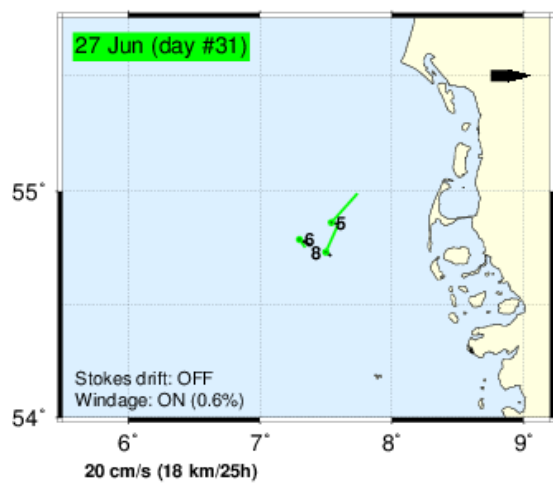 27 Jun (day #31)
55°
5
6
8
Stokes drift: OFF
Windage: ON (0.6%)
54°
6° 7° 8° 9°
20 cm/s (18 km/25h)